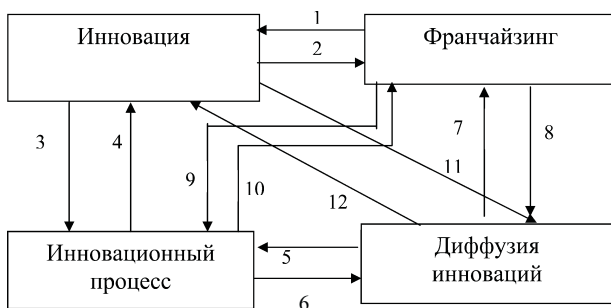 1
Инновация
Франчайзинг
2
3
4
7
8
9
10
11
12
Инновационный
процесс
5
Диффузия
инноваций
6